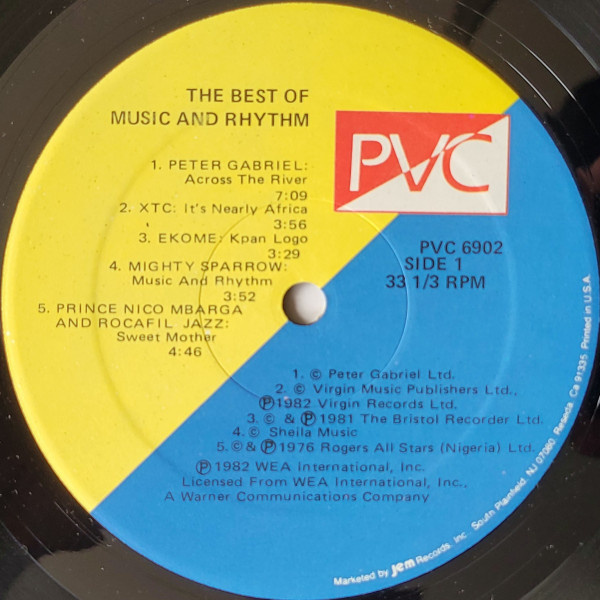 THE BEST OF
MUSIC AND RHYTHM
1. PETER GABRIEL:
Across The River
7:09
2. XTC: It's Nearly Africa
3:56
3. EKOME: Kpan Logo
3:29
4. MIGHTY SPARROW:
Music And Rhythm
3:52
5. PRINCE NICO MBARGA
AND ROCAFIL JAZZ:
Sweet Mother
4:46
PVC
PVC 6902
SIDE 1
33 1/3 RPM
1. © Peter Gabriel Ltd.
2. © Virgin Music Publishers Ltd.,
℗1982 Virgin Records Ltd.
3. © & ℗1981 The Bristol Recorder Ltd.
4. © Sheila Music
5.©& ℗1976 Rogers All Stars (Nigeria) Ltd.
℗1982 WEA International, Inc.
Licensed From WEA International, Inc.,
A Warner Communications Company
Marketed by jem Records, Inc. South Plainfield, NJ 07080 Reseda, Ca 91335 Printed in U.S.A.